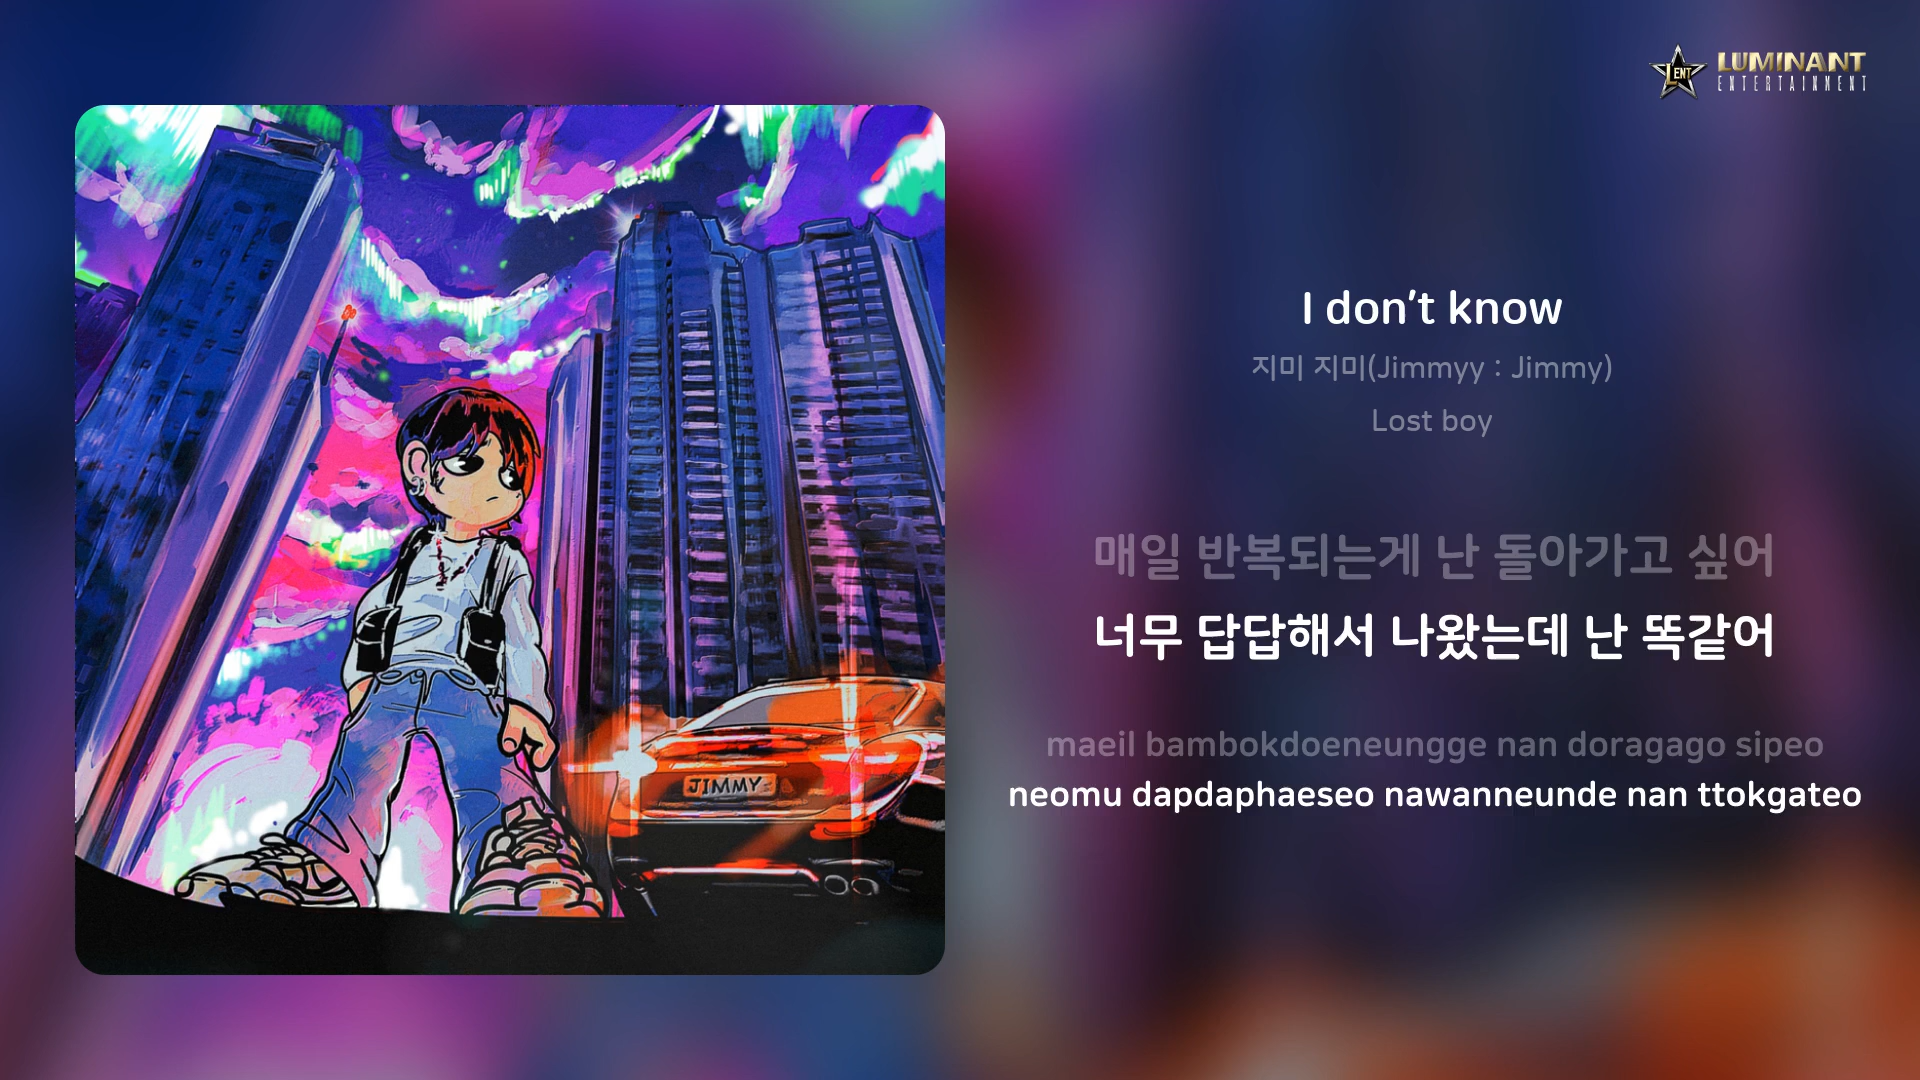 LENT
LUMINANT
ENTERTAINMENT
I don't know
지미 지미(Jimmyy : Jimmy)
Lost boy
매일 반복되는게 난 돌아가고 싶어
너무 답답해서 나왔는데 난 똑같어
maeil bambokdoeneungge nan doragago sipeo
neomu dapdaphaeseo nawanneunde nan ttokgateo
JIMMY